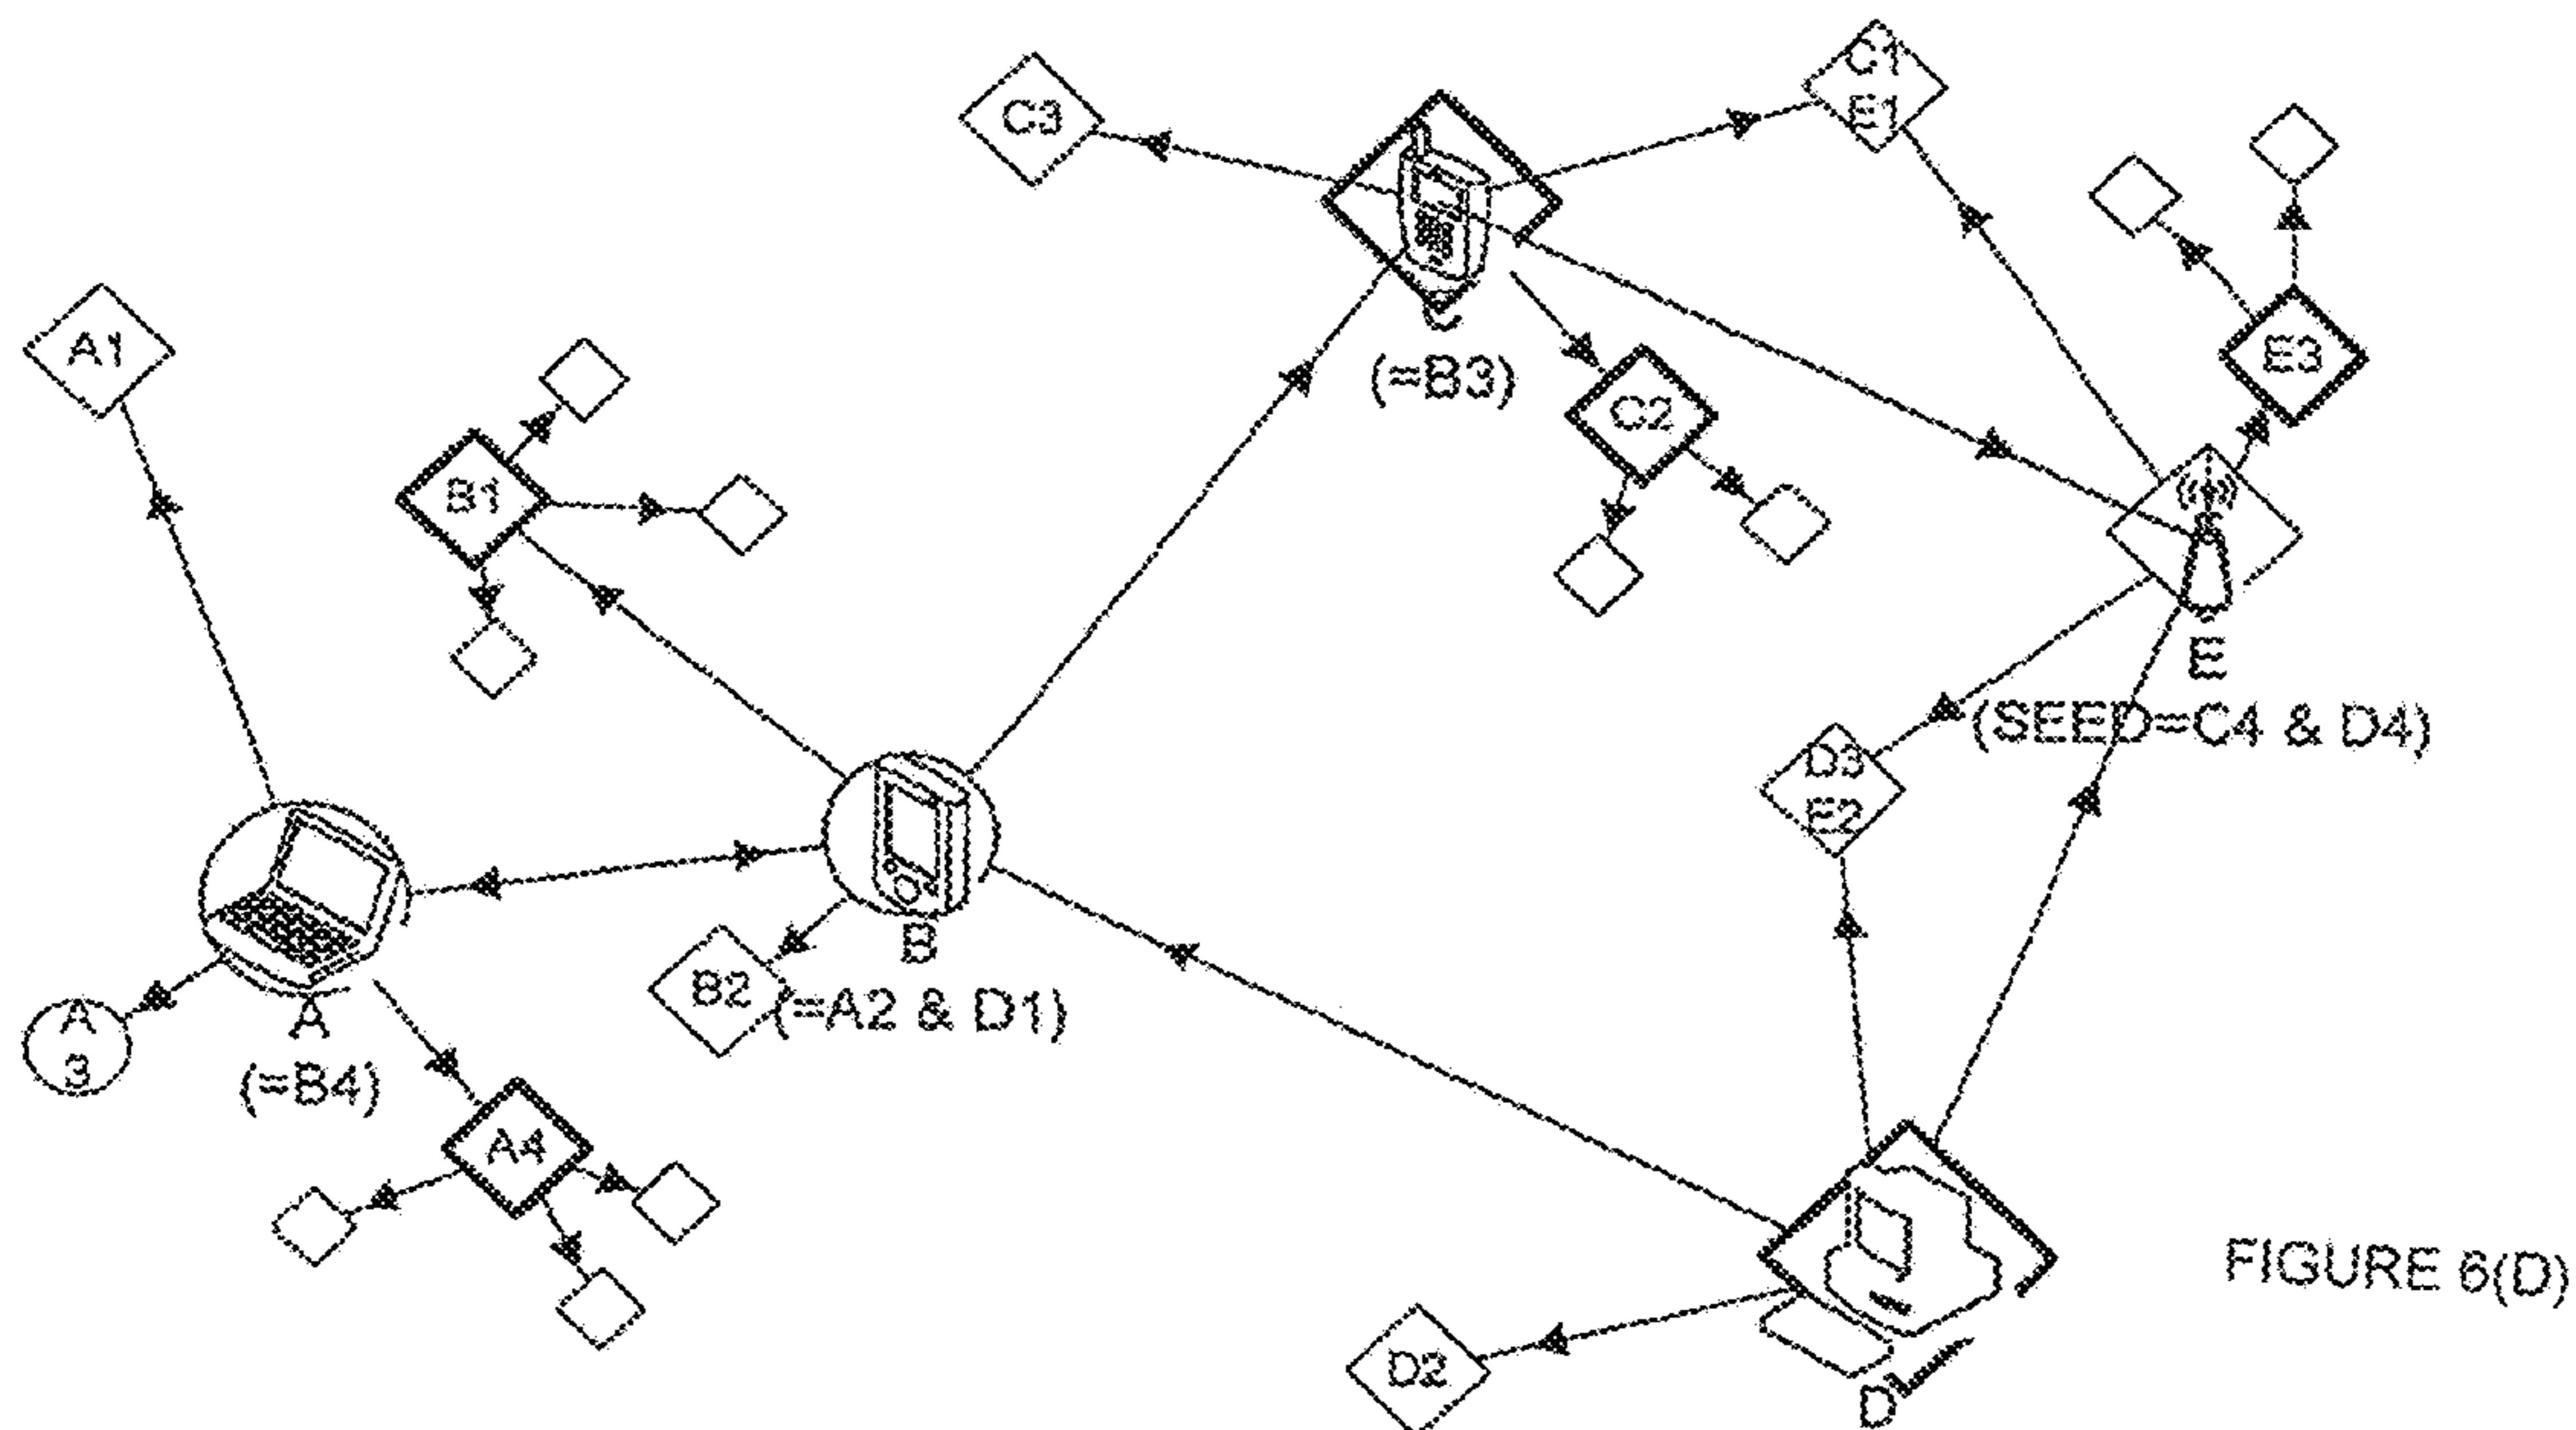 C1
E1
C3
C
(=B3)
A1
E3
C2
B1
E
(SEED=C4 & D4)
D3
E2
B
B2
(=A2 & D1)
A
3
A
(=B4)
A4
FIGURE 6(D)
D2
D